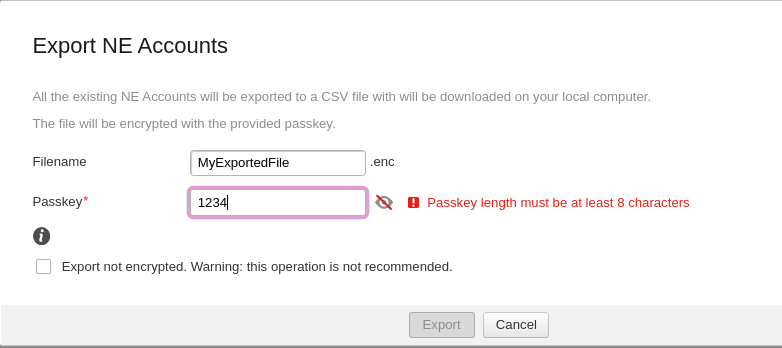 Export NE Accounts
All the existing NE Accounts will be exported to a CSV file with will be downloaded on your local computer.
The file will be encrypted with the provided passkey.
Filename MyExportedFile .enc
Passkey* 1234 Passkey length must be at least 8 characters
Export not encrypted. Warning: this operation is not recommended.
Export Cancel